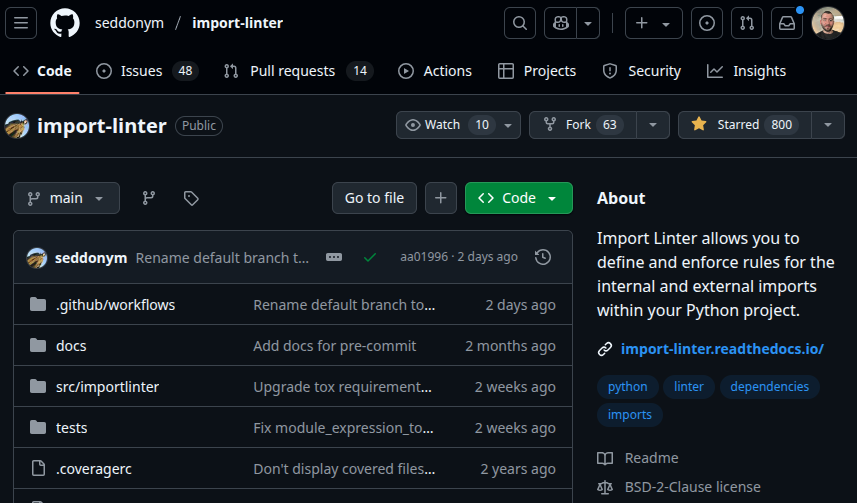 seddonym / import-linter
Code Issues 48 Pull requests 14 Actions Projects Security Insights
import-linter Public Watch 10 Fork 63 Starred 800
main Go to file Code
seddonym Rename default branch t... aa01996 · 2 days ago
.github/workflows Rename default branch to... 2 days ago
docs Add docs for pre-commit 2 months ago
src/importlinter Upgrade tox requirement... 2 weeks ago
tests Fix module_expression_to... 2 weeks ago
.coveragerc Don't display covered files... 2 years ago
About
Import Linter allows you to
define and enforce rules for the
internal and external imports
within your Python project.
import-linter.readthedocs.io/
python linter dependencies
imports
Readme
BSD-2-Clause license